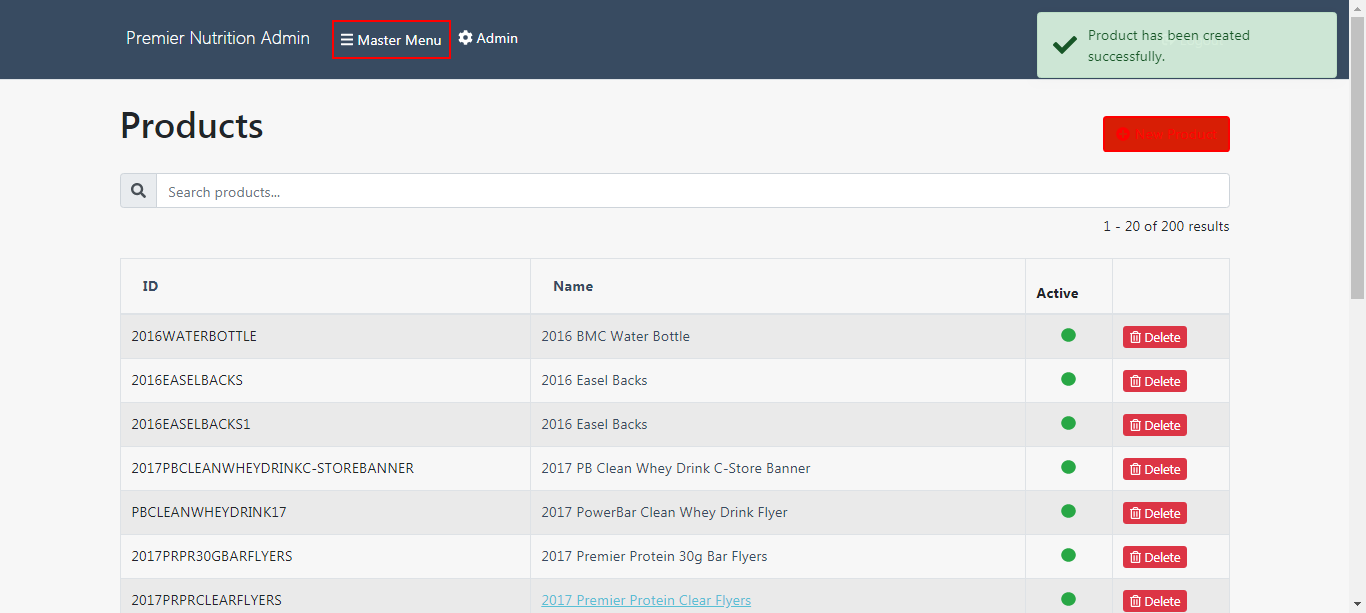 Premier Nutrition Admin
Master Menu
Admin
Product has been created
successfully.
Products
Search products...
1 - 20 of 200 results
ID
Name
Active
2016WATERBOTTLE
2016 BMC Water Bottle
Delete
2016EASELBACKS
2016 Easel Backs
Delete
2016EASELBACKS1
2016 Easel Backs
Delete
2017PBCLEANWHEYDRINKC-STOREBANNER
2017 PB Clean Whey Drink C-Store Banner
Delete
PBCLEANWHEYDRINK17
2017 PowerBar Clean Whey Drink Flyer
Delete
2017PRPR30GBARFLYERS
2017 Premier Protein 30g Bar Flyers
Delete
2017PRPRCLEARFLYERS
2017 Premier Protein Clear Flyers
Delete